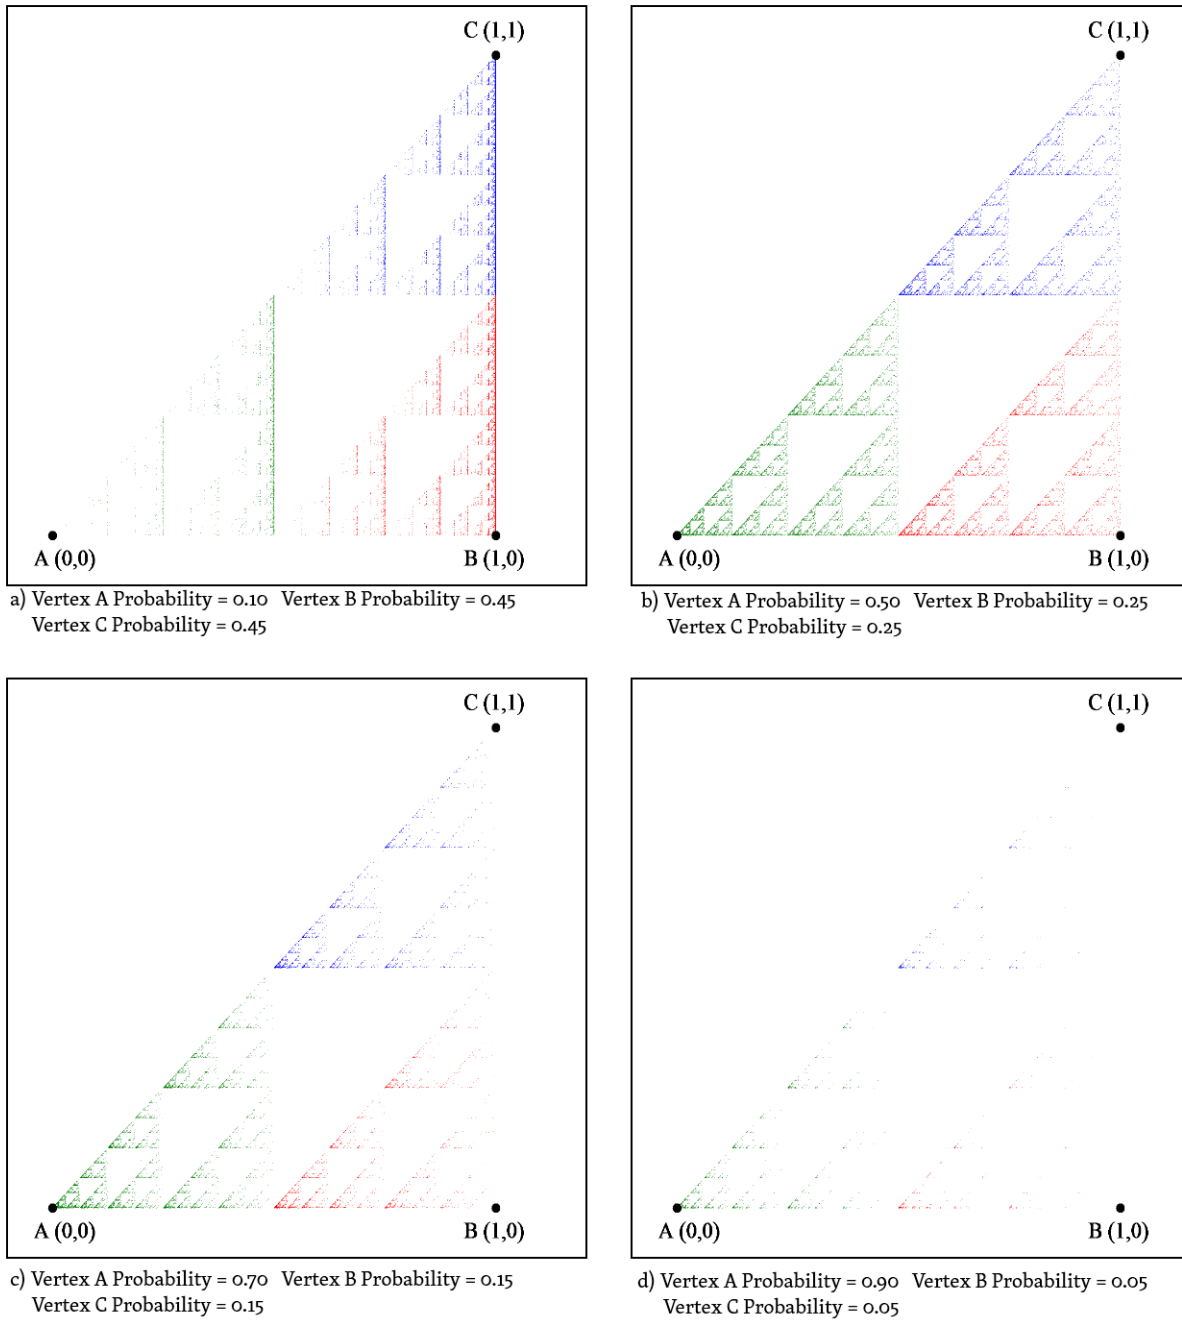 C (1,1)
A (0,0)
B (1,0)
a) Vertex A Probability = 0.10 Vertex B Probability = 0.45
Vertex C Probability = 0.45
C (1,1)
A (0,0)
B (1,0)
b) Vertex A Probability = 0.50 Vertex B Probability = 0.25
Vertex C Probability = 0.25
C (1,1)
A (0,0)
B (1,0)
c) Vertex A Probability = 0.70 Vertex B Probability = 0.15
Vertex C Probability = 0.15
C (1,1)
A (0,0)
B (1,0)
d) Vertex A Probability = 0.90 Vertex B Probability = 0.05
Vertex C Probability = 0.05